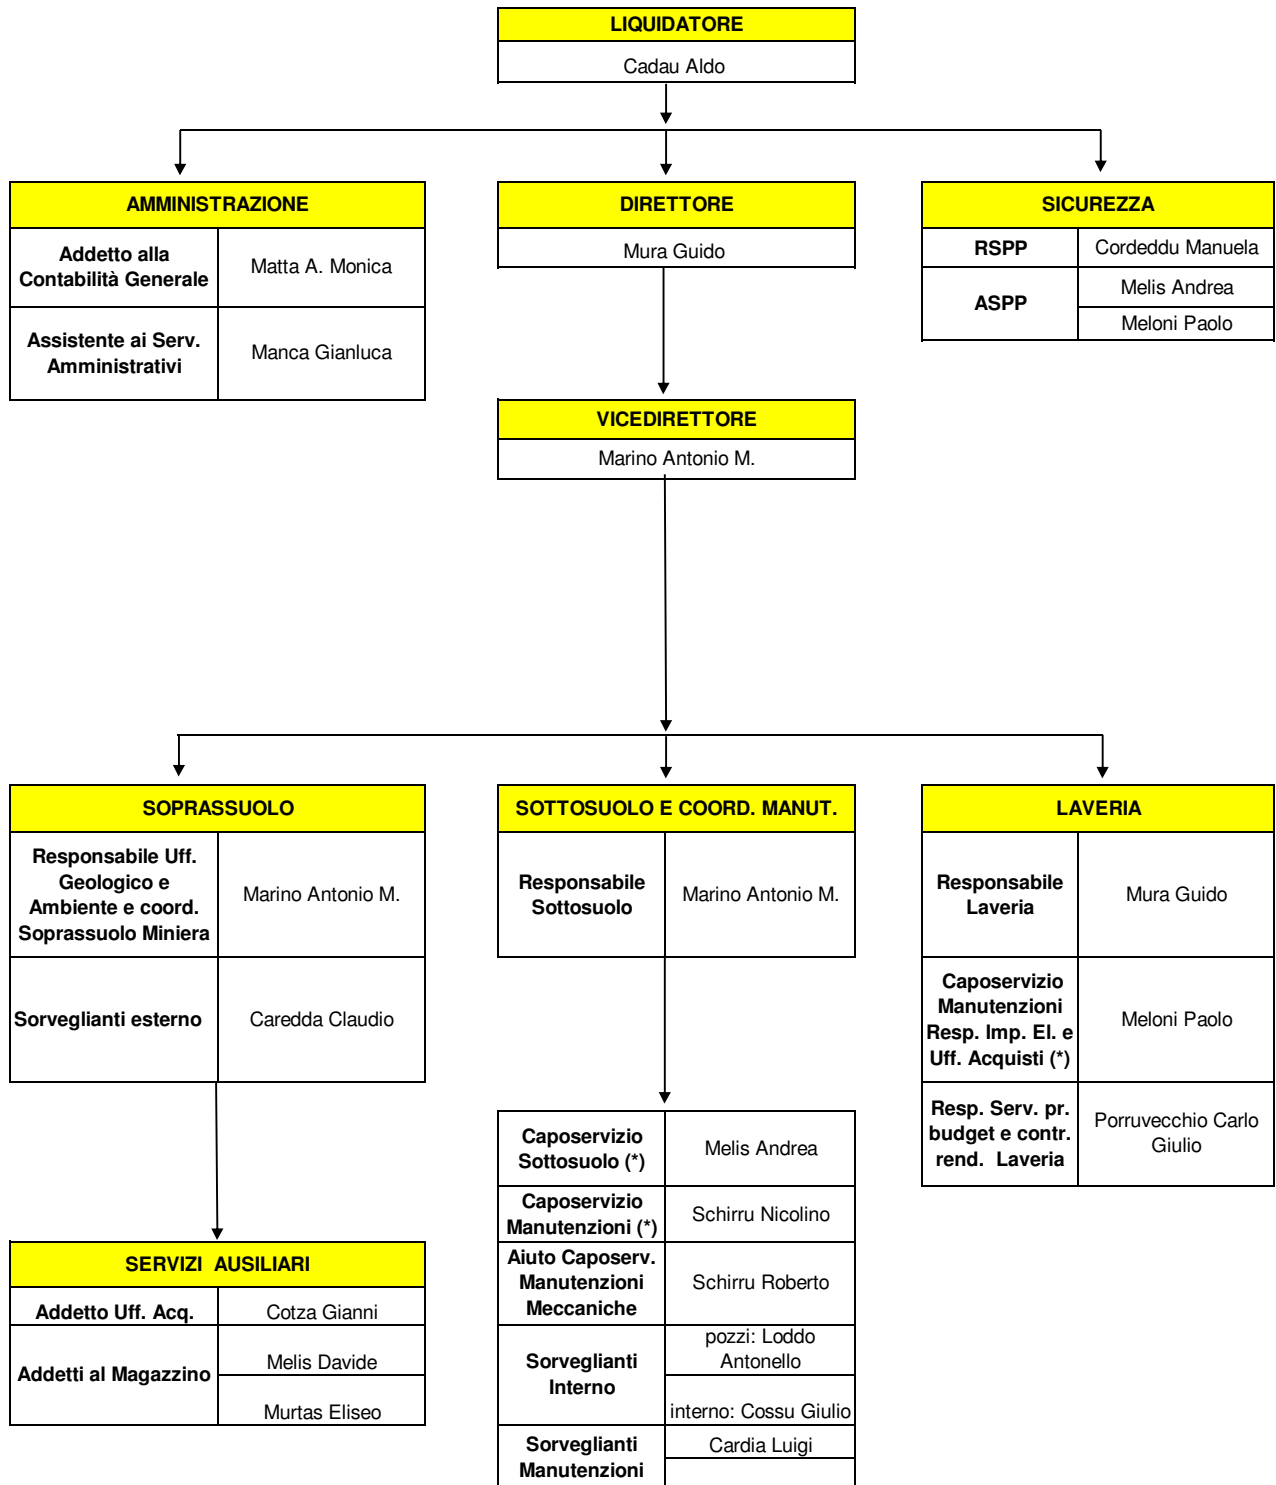 LIQUIDATORE
Cadau Aldo
AMMINISTRAZIONE
Addetto alla
Contabilità Generale
Matta A. Monica
Assistente ai Serv.
Amministrativi
Manca Gianluca
DIRETTORE
Mura Guido
SICUREZZA
RSPP
Cordeddu Manuela
ASPP
Melis Andrea
Meloni Paolo
VICEDIRETTORE
Marino Antonio M.
SOPRASSUOLO
Responsabile Uff.
Geologico e
Ambiente e coord.
Soprassuolo Miniera
Marino Antonio M.
Sorveglianti esterno
Caredda Claudio
SOTTOSUOLO E COORD. MANUT.
Responsabile
Sottosuolo
Marino Antonio M.
LAVERIA
Responsabile
Laveria
Mura Guido
Caposervizio
Manutenzioni
Resp. Imp. El. e
Uff. Acquisti (*)
Meloni Paolo
Resp. Serv. pr.
budget e contr.
rend. Laveria
Porruvecchio Carlo
Giulio
Caposervizio
Sottosuolo (*)
Melis Andrea
Caposervizio
Manutenzioni (*)
Schirru Nicolino
Aiuto Caposerv.
Manutenzioni
Meccaniche
Schirru Roberto
Sorveglianti
Interno
pozzi: Loddo
Antonello
interno: Cossu Giulio
Sorveglianti
Manutenzioni
Cardia Luigi
SERVIZI AUSILIARI
Addetto Uff. Acq.
Cotza Gianni
Addetti al Magazzino
Melis Davide
Murtas Eliseo